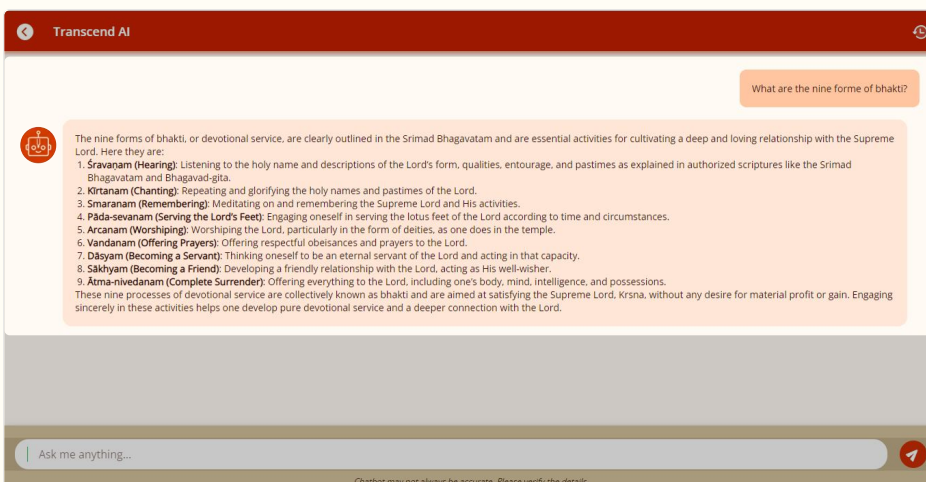 Transcend AI
What are the nine forme of bhakti?
The nine forms of bhakti, or devotional service, are clearly outlined in the Srimad Bhagavatam and are essential activities for cultivating a deep and loving relationship with the Supreme
Lord. Here they are:
1. Śravaṇam (Hearing): Listening to the holy name and descriptions of the Lord's form, qualities, entourage, and pastimes as explained in authorized scriptures like the Srimad
Bhagavatam and Bhagavad-gita.
2. Kīrtanam (Chanting): Repeating and glorifying the holy names and pastimes of the Lord.
3. Smaranam (Remembering): Meditating on and remembering the Supreme Lord and His activities.
4. Pāda-sevanam (Serving the Lord's Feet): Engaging oneself in serving the lotus feet of the Lord according to time and circumstances.
5. Arcanam (Worshiping): Worshiping the Lord, particularly in the form of deities, as one does in the temple.
6. Vandanam (Offering Prayers): Offering respectful obeisances and prayers to the Lord.
7. Dāsyam (Becoming a Servant): Thinking oneself to be an eternal servant of the Lord and acting in that capacity.
8. Sākhyam (Becoming a Friend): Developing a friendly relationship with the Lord, acting as His well-wisher.
9. Ātma-nivedanam (Complete Surrender): Offering everything to the Lord, including one's body, mind, intelligence, and possessions.
These nine processes of devotional service are collectively known as bhakti and are aimed at satisfying the Supreme Lord, Krsna, without any desire for material profit or gain. Engaging
sincerely in these activities helps one develop pure devotional service and a deeper connection with the Lord.
Ask me anything...
Chatbot may not always be accurate. Please verify the details